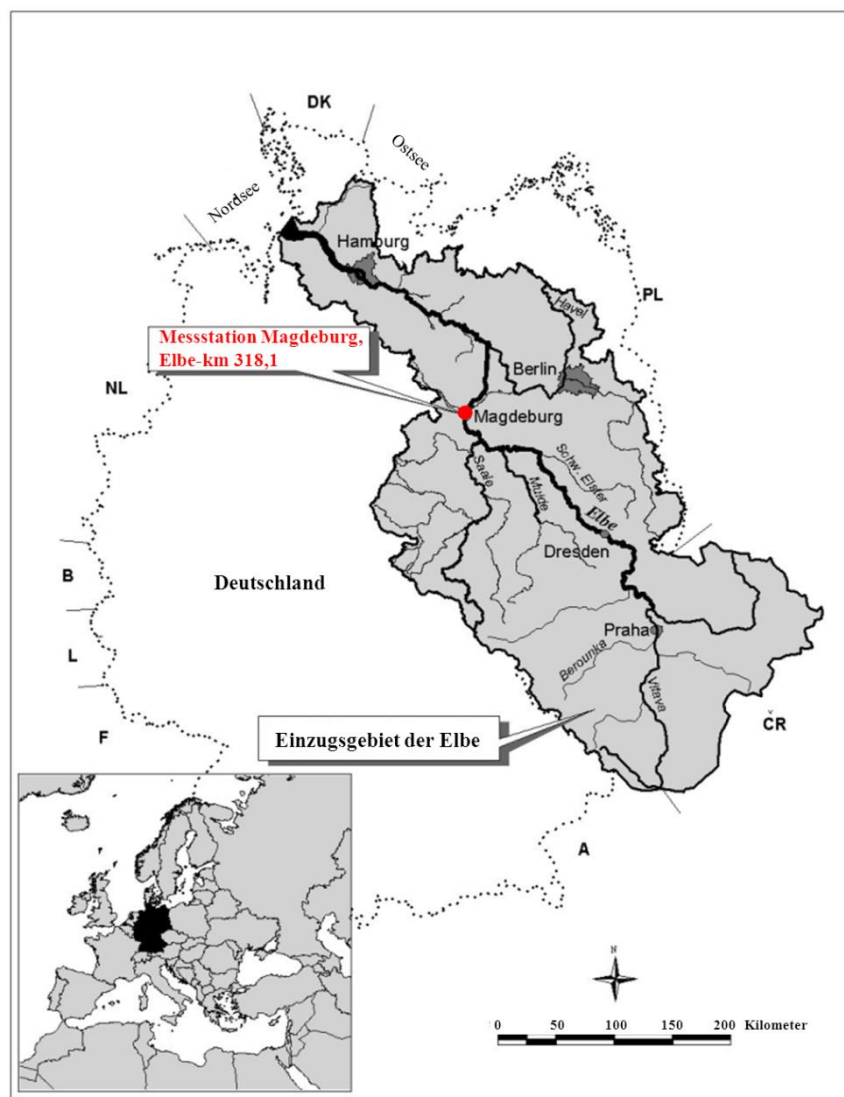 DK
Ostsee
Nordsee
Hamburg
PL
Havel
Messstation Magdeburg,
Elbe-km 318,1
Berlin
NL
Magdeburg
Schw. Elster
Saale
Mulde
Elbe
Dresden
B
Deutschland
L
Praha
Berounka
Vltava
F
Einzugsgebiet der Elbe
ČR
A
N
0 50 100 150 200 Kilometer